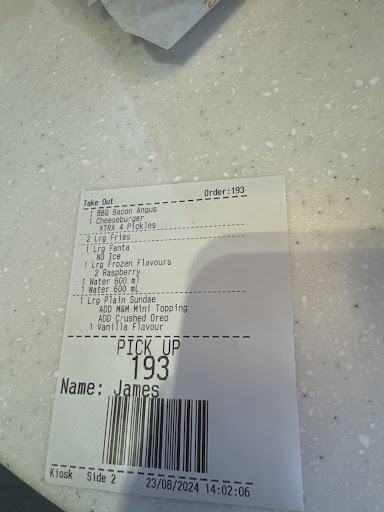 Take Out Order:193
1 BBQ Bacon Angus
1 Cheeseburger
XTRA 4 Pickles
2 Lrg Fries
1 Lrg Fanta
NO Ice
1 Lrg Frozen Flavours
2 Raspberry
1 Water 600 ml
1 Water 600 mL
1 Lrg Plain Sundae
ADD M&M Mini Topping
ADD Crushed Oreo
1 Vanilla Flavour
PICK UP
193
Name: James
Kiosk Side 2 23/08/2024 14:02:06